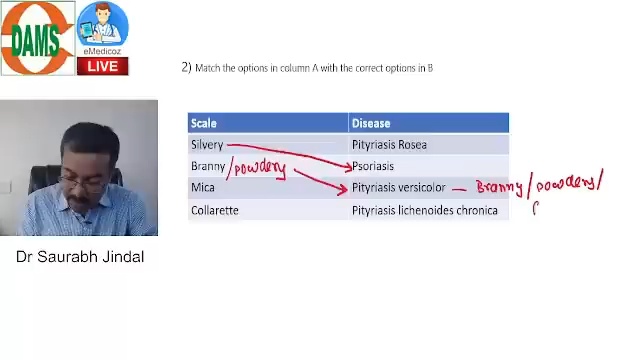 DAMS
eMedicoz
LIVE
2) Match the options in column A with the correct options in B
Scale Disease
Silvery Pityriasis Rosea
Branny /powdery Psoriasis
Mica Pityriasis versicolor — Branny/powdery/
Collarette Pityriasis lichenoides chronica
Dr Saurabh Jindal